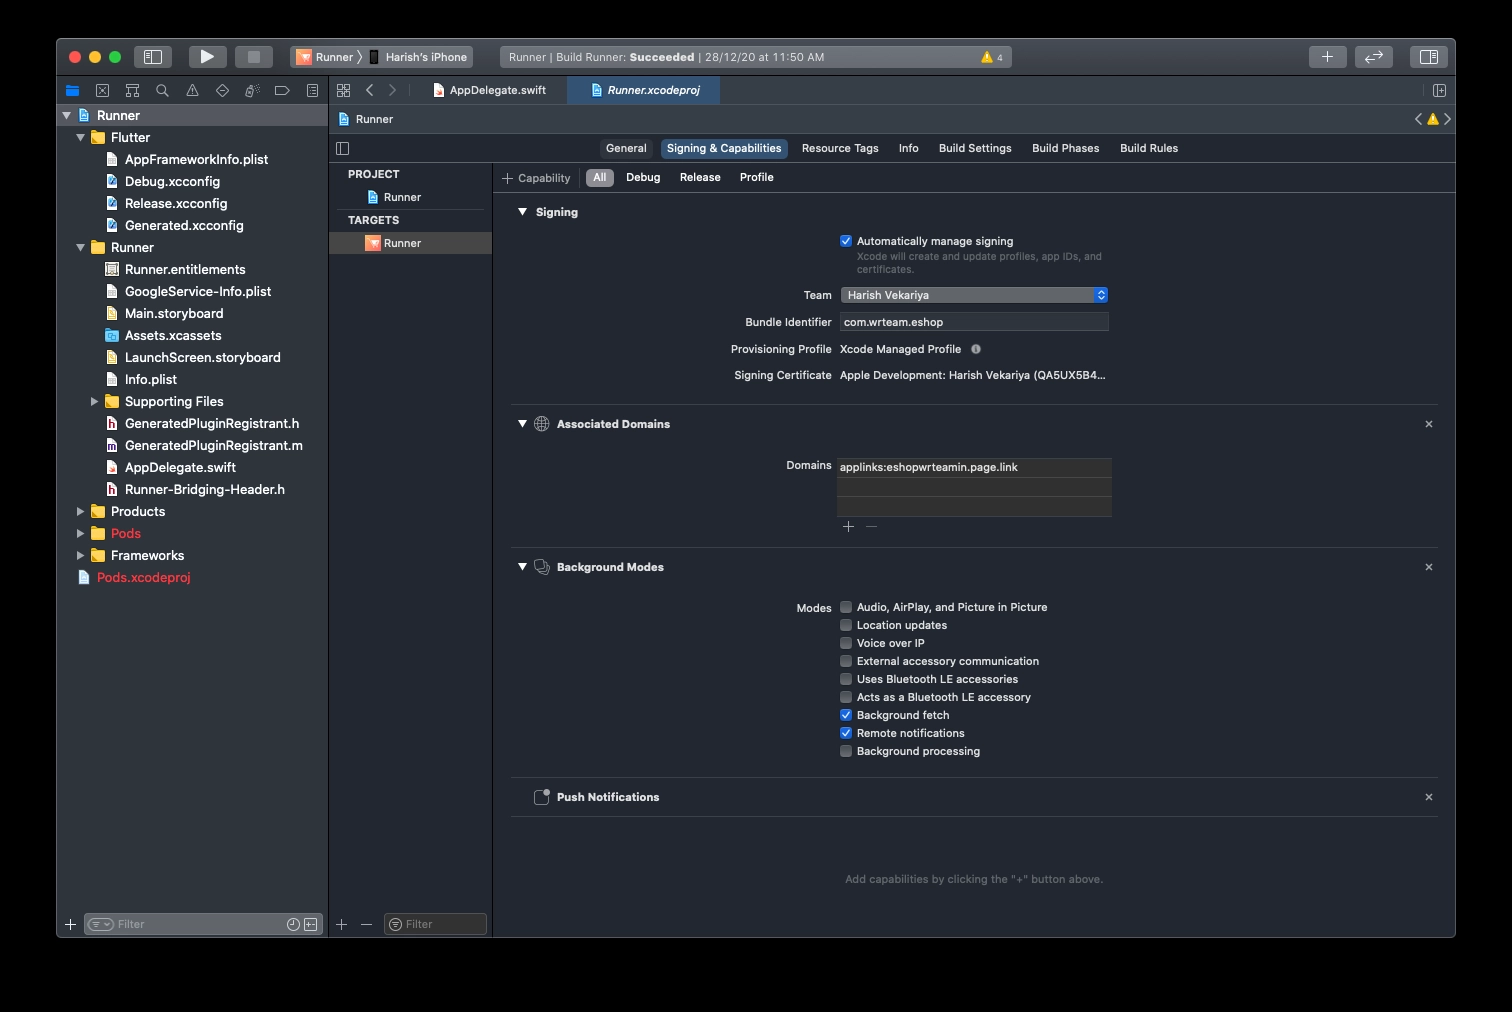 Runner
Harish's iPhone
Runner | Build Runner: Succeeded | 28/12/20 at 11:50 AM
4
AppDelegate.swift
Runner.xcodeproj
Runner
Flutter
AppFrameworkInfo.plist
Debug.xcconfig
Release.xcconfig
Generated.xcconfig
Runner
Runner.entitlements
GoogleService-Info.plist
Main.storyboard
Assets.xcassets
LaunchScreen.storyboard
Info.plist
Supporting Files
GeneratedPluginRegistrant.h
GeneratedPluginRegistrant.m
AppDelegate.swift
Runner-Bridging-Header.h
Products
Pods
Frameworks
Pods.xcodeproj
Filter
Runner
General
Signing & Capabilities
Resource Tags
Info
Build Settings
Build Phases
Build Rules
PROJECT
Runner
TARGETS
Runner
Filter
+ Capability
All
Debug
Release
Profile
Signing
Automatically manage signing
Xcode will create and update profiles, app IDs, and
certificates.
Team Harish Vekariya
Bundle Identifier com.wrteam.eshop
Provisioning Profile Xcode Managed Profile
Signing Certificate Apple Development: Harish Vekariya (QA5UX5B4...
Associated Domains
Domains applinks:eshopwrteamin.page.link
Background Modes
Modes Audio, AirPlay, and Picture in Picture
Location updates
Voice over IP
External accessory communication
Uses Bluetooth LE accessories
Acts as a Bluetooth LE accessory
Background fetch
Remote notifications
Background processing
Push Notifications
Add capabilities by clicking the "+" button above.